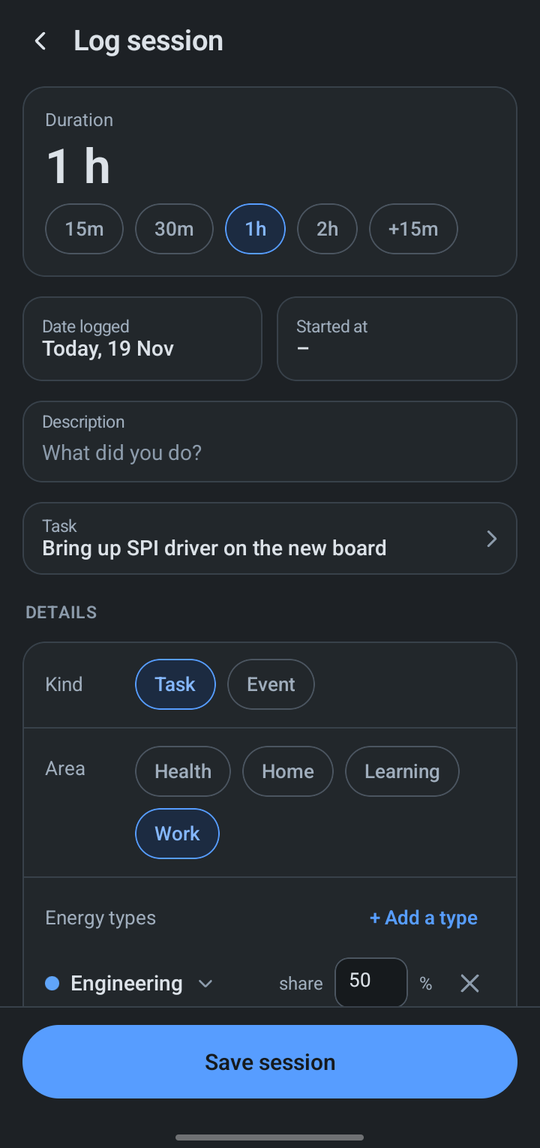 Log session
Duration
1 h
15m 30m 1h 2h +15m
Date logged
Today, 19 Nov
Started at
–
Description
What did you do?
Task
Bring up SPI driver on the new board
DETAILS
Kind Task Event
Area Health Home Learning
Work
Energy types + Add a type
Engineering share 50 %
Save session